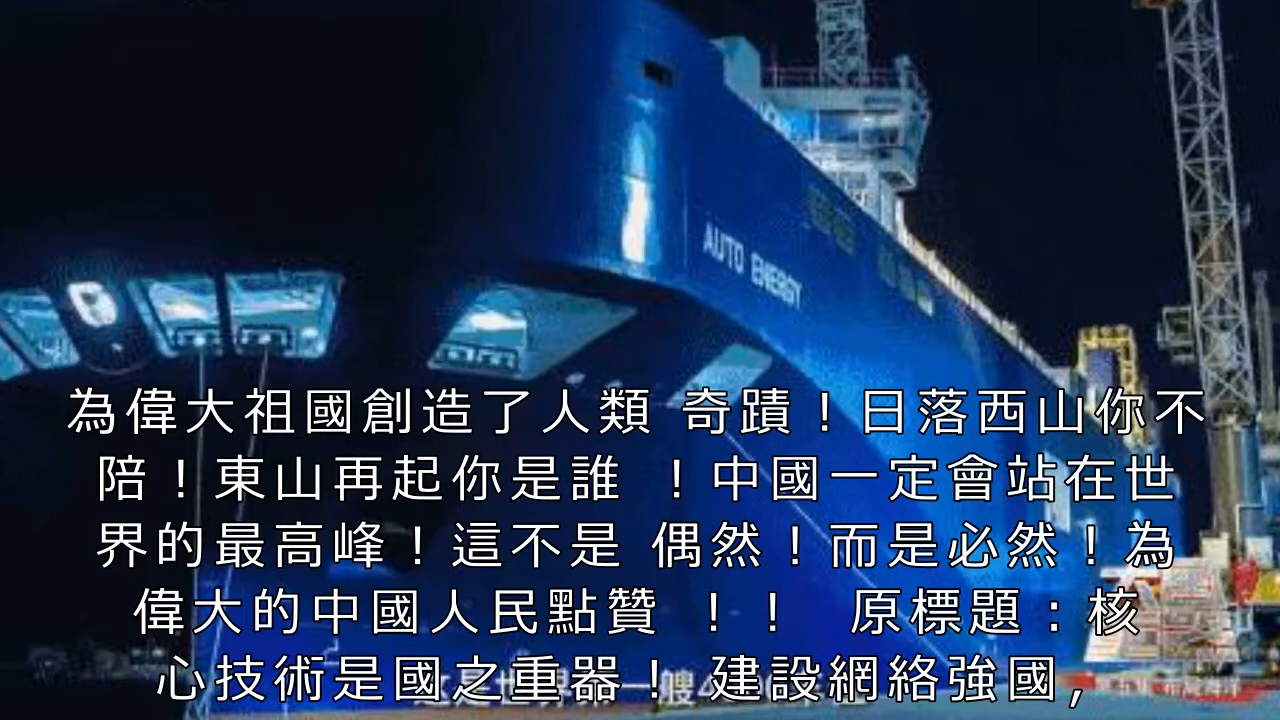 AUTO ENERGY
為偉大祖國創造了人類 奇蹟！日落西山你不
陪！東山再起你是誰 ！中國一定會站在世
界的最高峰！這不是 偶然！而是必然！為
偉大的中國人民點贊 ！！ 原標題：核
心技術是國之重器！ 建設網絡強國，